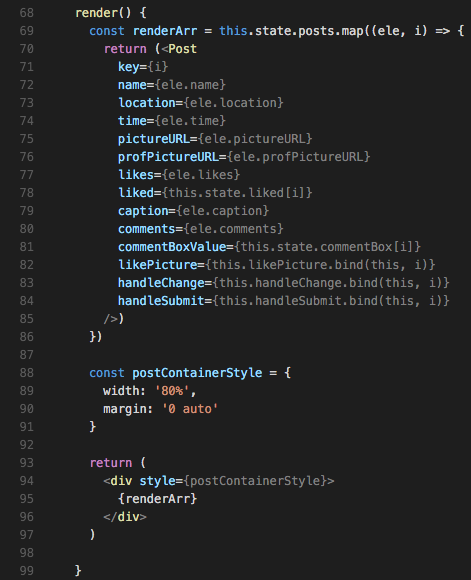 68 render() {
69 const renderArr = this.state.posts.map((ele, i) => {
70 return (<Post
71 key={i}
72 name={ele.name}
73 location={ele.location}
74 time={ele.time}
75 pictureURL={ele.pictureURL}
76 profPictureURL={ele.profPictureURL}
77 likes={ele.likes}
78 liked={this.state.liked[i]}
79 caption={ele.caption}
80 comments={ele.comments}
81 commentBoxValue={this.state.commentBox[i]}
82 likePicture={this.likePicture.bind(this, i)}
83 handleChange={this.handleChange.bind(this, i)}
84 handleSubmit={this.handleSubmit.bind(this, i)}
85 />)
86 })
87
88 const postContainerStyle = {
89 width: '80%',
90 margin: '0 auto'
91 }
92
93 return (
94 <div style={postContainerStyle}>
95 {renderArr}
96 </div>
97 )
98
99 }